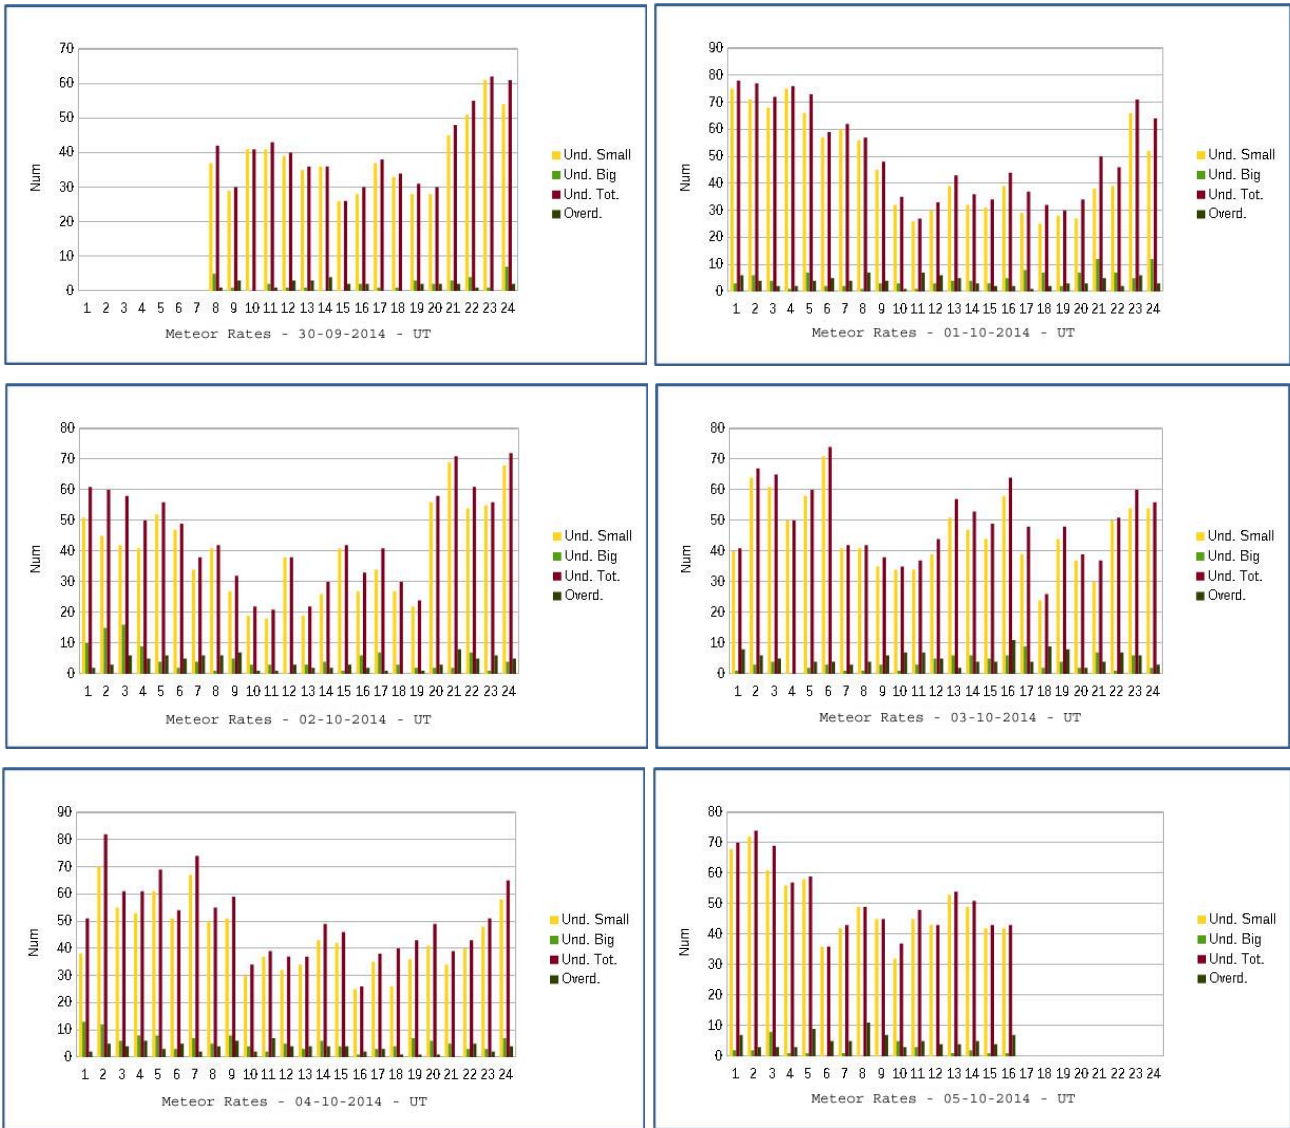 70
60
50
40
30
20
10
0
Num
1 2 3 4 5 6 7 8 9 10 11 12 13 14 15 16 17 18 19 20 21 22 23 24
Meteor Rates - 30-09-2014 - UT
Und. Small
Und. Big
Und. Tot.
Overd.
90
80
70
60
50
40
30
20
10
0
Num
1 2 3 4 5 6 7 8 9 10 11 12 13 14 15 16 17 18 19 20 21 22 23 24
Meteor Rates - 01-10-2014 - UT
Und. Small
Und. Big
Und. Tot.
Overd.
80
70
60
50
40
30
20
10
0
Num
1 2 3 4 5 6 7 8 9 10 11 12 13 14 15 16 17 18 19 20 21 22 23 24
Meteor Rates - 02-10-2014 - UT
Und. Small
Und. Big
Und. Tot.
Overd.
80
70
60
50
40
30
20
10
0
Num
1 2 3 4 5 6 7 8 9 10 11 12 13 14 15 16 17 18 19 20 21 22 23 24
Meteor Rates - 03-10-2014 - UT
Und. Small
Und. Big
Und. Tot.
Overd.
90
80
70
60
50
40
30
20
10
0
Num
1 2 3 4 5 6 7 8 9 10 11 12 13 14 15 16 17 18 19 20 21 22 23 24
Meteor Rates - 04-10-2014 - UT
Und. Small
Und. Big
Und. Tot.
Overd.
80
70
60
50
40
30
20
10
0
Num
1 2 3 4 5 6 7 8 9 10 11 12 13 14 15 16 17 18 19 20 21 22 23 24
Meteor Rates - 05-10-2014 - UT
Und. Small
Und. Big
Und. Tot.
Overd.